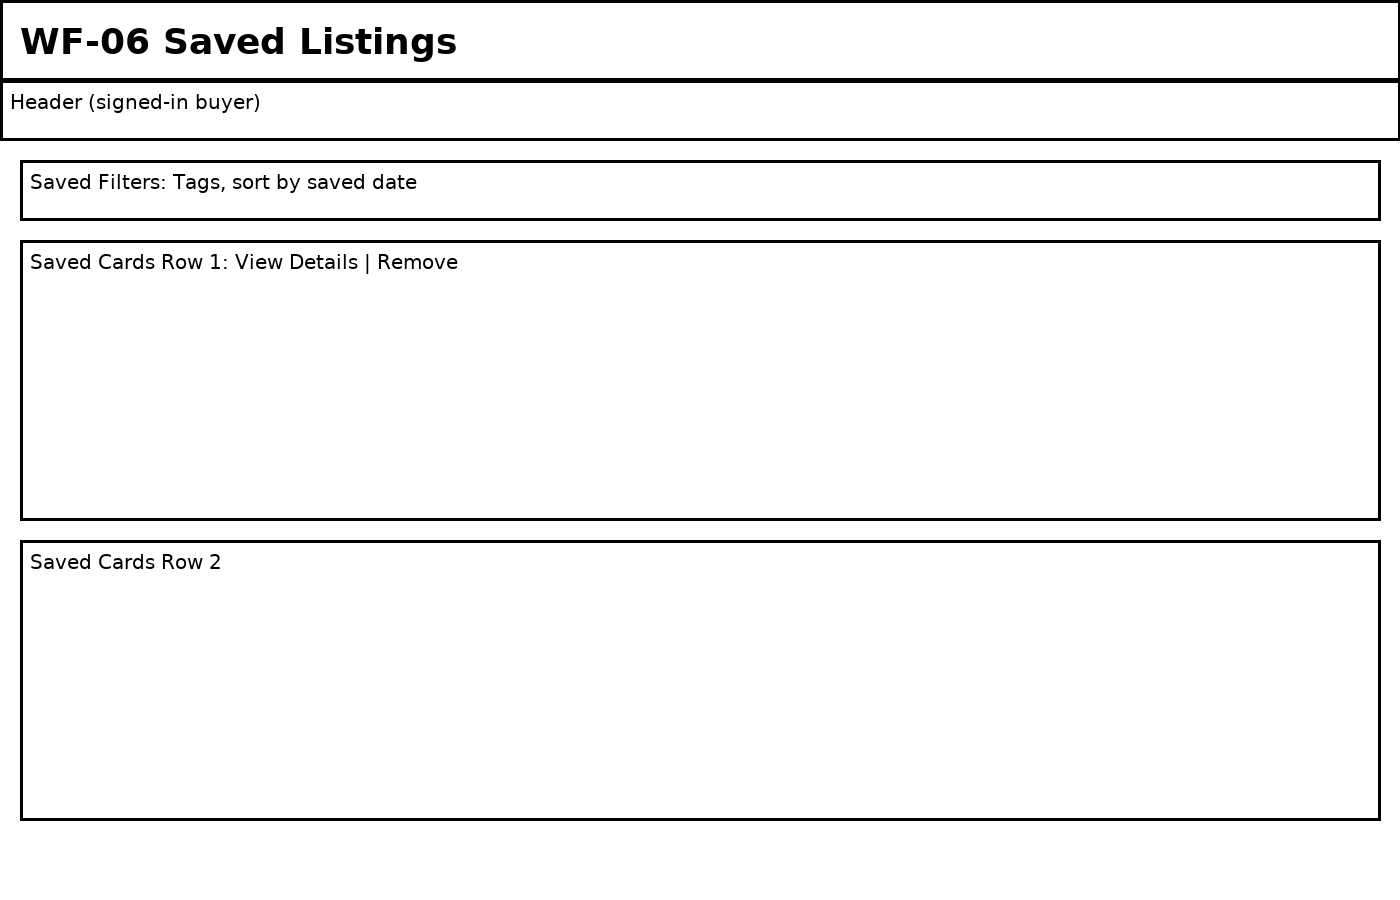 WF-06 Saved Listings
Header (signed-in buyer)
Saved Filters: Tags, sort by saved date
Saved Cards Row 1: View Details | Remove
Saved Cards Row 2